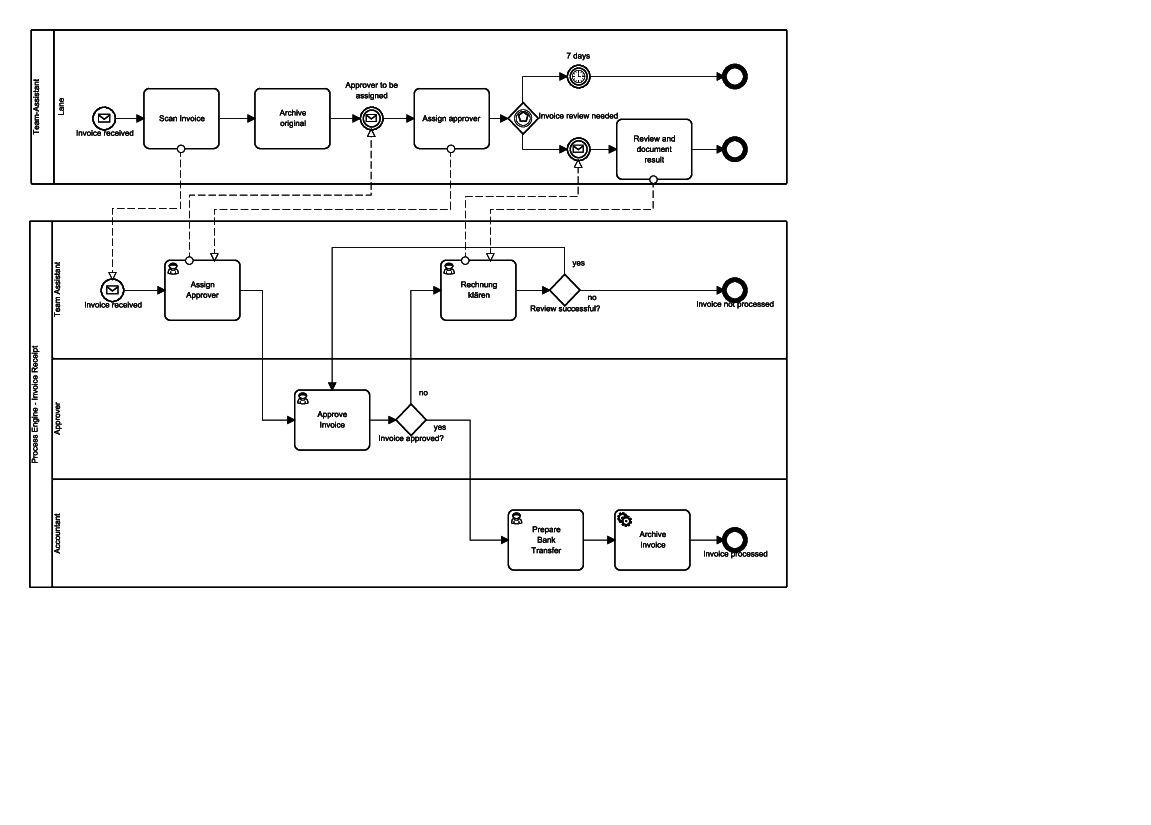 Team-Assistant
Lane
Invoice received
Scan Invoice
Archive
original
Approver to be
assigned
Assign approver
7 days
Invoice review needed
Review and
document
result
Process Engine - Invoice Receipt
Team Assistant
Invoice received
Assign
Approver
Rechnung
klären
yes
no
Review successful?
Invoice not processed
Approver
Approve
Invoice
no
yes
Invoice approved?
Accountant
Prepare
Bank
Transfer
Archive
Invoice
Invoice processed